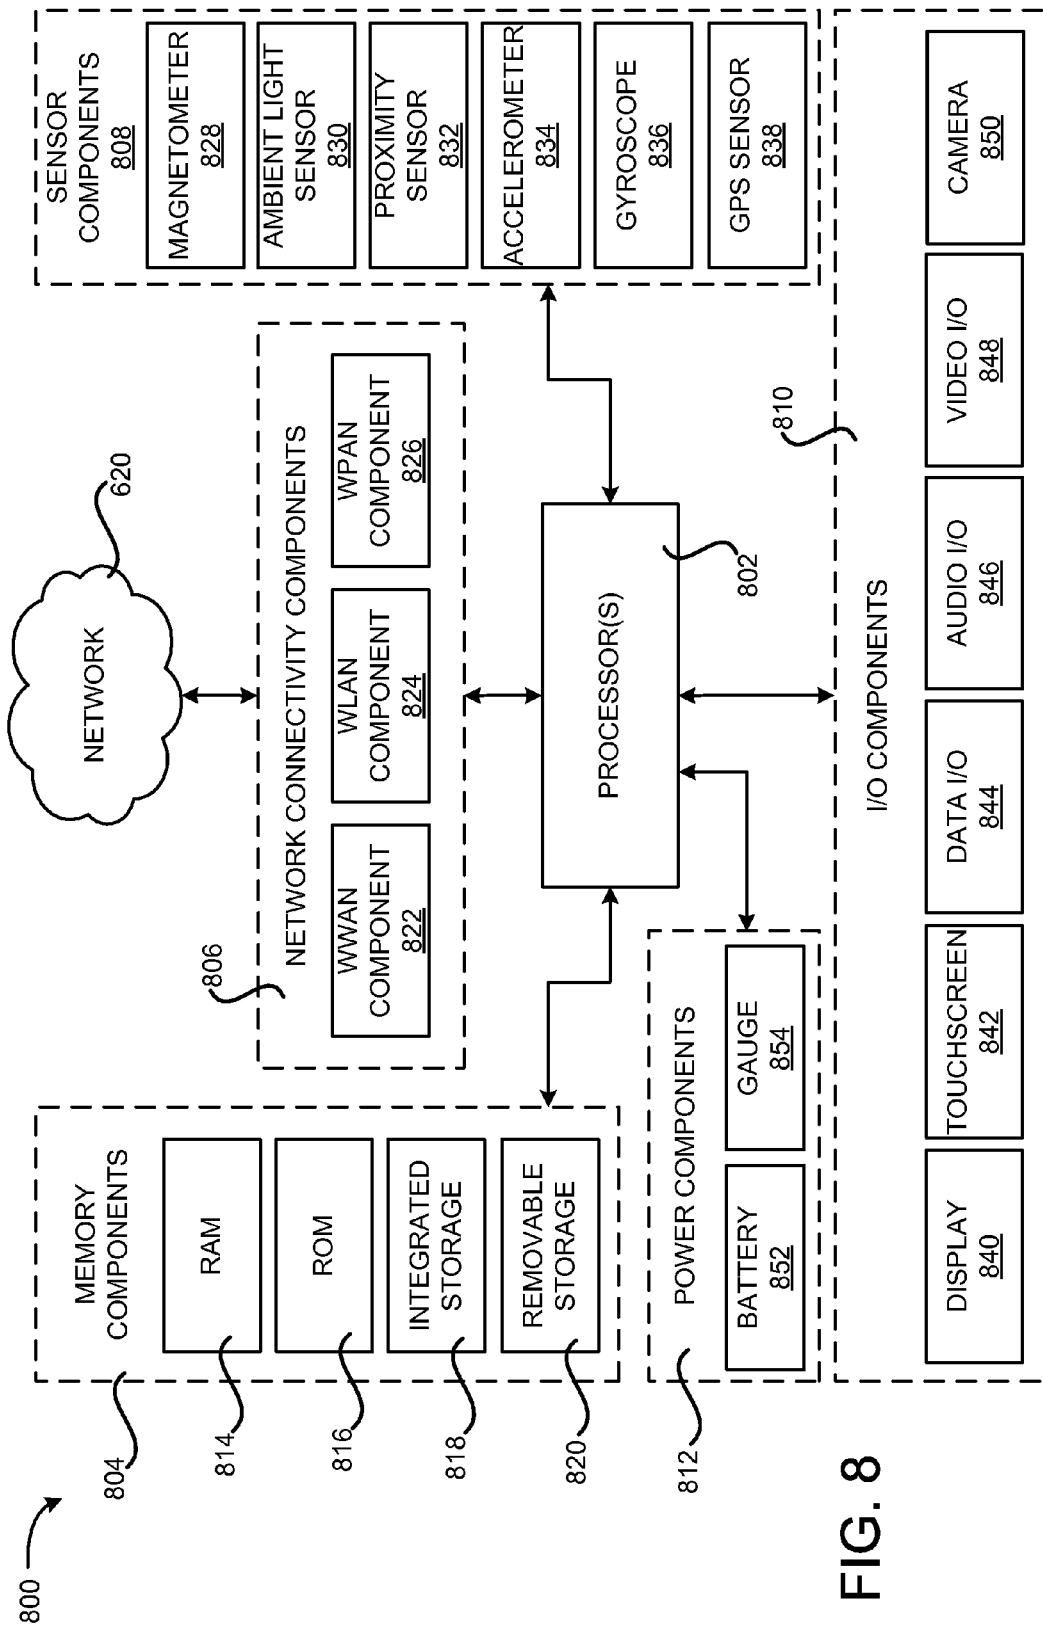 800
MEMORY
COMPONENTS
804
RAM
814
ROM
816
INTEGRATED
STORAGE
818
REMOVABLE
STORAGE
820
NETWORK
620
NETWORK CONNECTIVITY COMPONENTS
806
WWAN
COMPONENT
822
WLAN
COMPONENT
824
WPAN
COMPONENT
826
SENSOR
COMPONENTS
808
MAGNETOMETER
828
AMBIENT LIGHT
SENSOR
830
PROXIMITY
SENSOR
832
ACCELEROMETER
834
GYROSCOPE
836
GPS SENSOR
838
PROCESSOR(S)
802
POWER COMPONENTS
812
BATTERY
852
GAUGE
854
I/O COMPONENTS
810
DISPLAY
840
TOUCHSCREEN
842
DATA I/O
844
AUDIO I/O
846
VIDEO I/O
848
CAMERA
850
FIG. 8